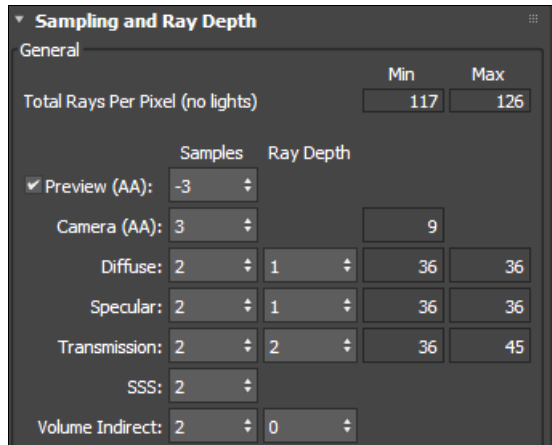 Sampling and Ray Depth
General
Min Max
Total Rays Per Pixel (no lights) 117 126
Samples Ray Depth
Preview (AA): -3
Camera (AA): 3 9
Diffuse: 2 1 36 36
Specular: 2 1 36 36
Transmission: 2 2 36 45
SSS: 2
Volume Indirect: 2 0